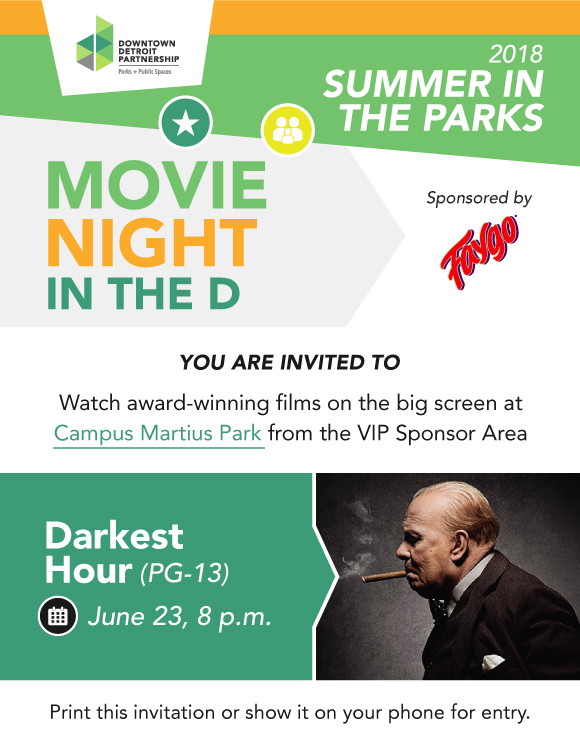 DOWNTOWN
DETROIT
PARTNERSHIP
Parks + Public Spaces
2018
SUMMER IN
THE PARKS
MOVIE
NIGHT
IN THE D
Sponsored by
Faygo
YOU ARE INVITED TO
Watch award-winning films on the big screen at
Campus Martius Park from the VIP Sponsor Area
Darkest
Hour (PG-13)
June 23, 8 p.m.
Print this invitation or show it on your phone for entry.